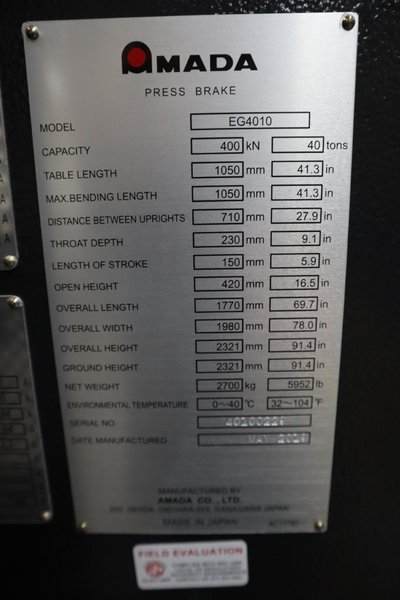 AMADA
PRESS BRAKE
MODEL EG4010
CAPACITY 400 kN 40 tons
TABLE LENGTH 1050 mm 41.3 in
MAX.BENDING LENGTH 1050 mm 41.3 in
DISTANCE BETWEEN UPRIGHTS 710 mm 27.9 in
THROAT DEPTH 230 mm 9.1 in
LENGTH OF STROKE 150 mm 5.9 in
OPEN HEIGHT 420 mm 16.5 in
OVERALL LENGTH 1770 mm 69.7 in
OVERALL WIDTH 1980 mm 78.0 in
OVERALL HEIGHT 2321 mm 91.4 in
GROUND HEIGHT 2321 mm 91.4 in
NET WEIGHT 2700 kg 5952 lb
ENVIRONMENTAL TEMPERATURE 0~40 °C 32~104 °F
SERIAL NO.
DATE MANUFACTURED. MAY
MANUFACTURED BY
AMADA CO., LTD.
ISEHARA-SHI, KANAGAWA JAPAN
MADE IN JAPAN
FIELD EVALUATION